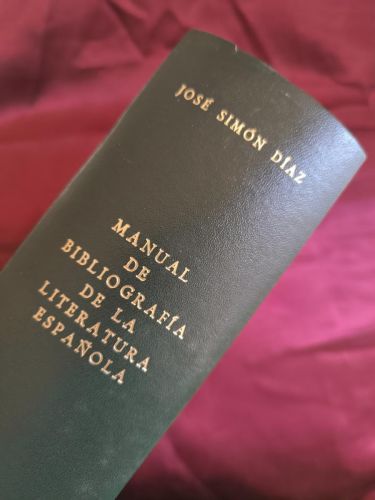 JOSÉ SIMÓN DÍAZ
MANUAL
DE
BIBLIOGRAFÍA
DE LA
LITERATURA
ESPAÑOLA